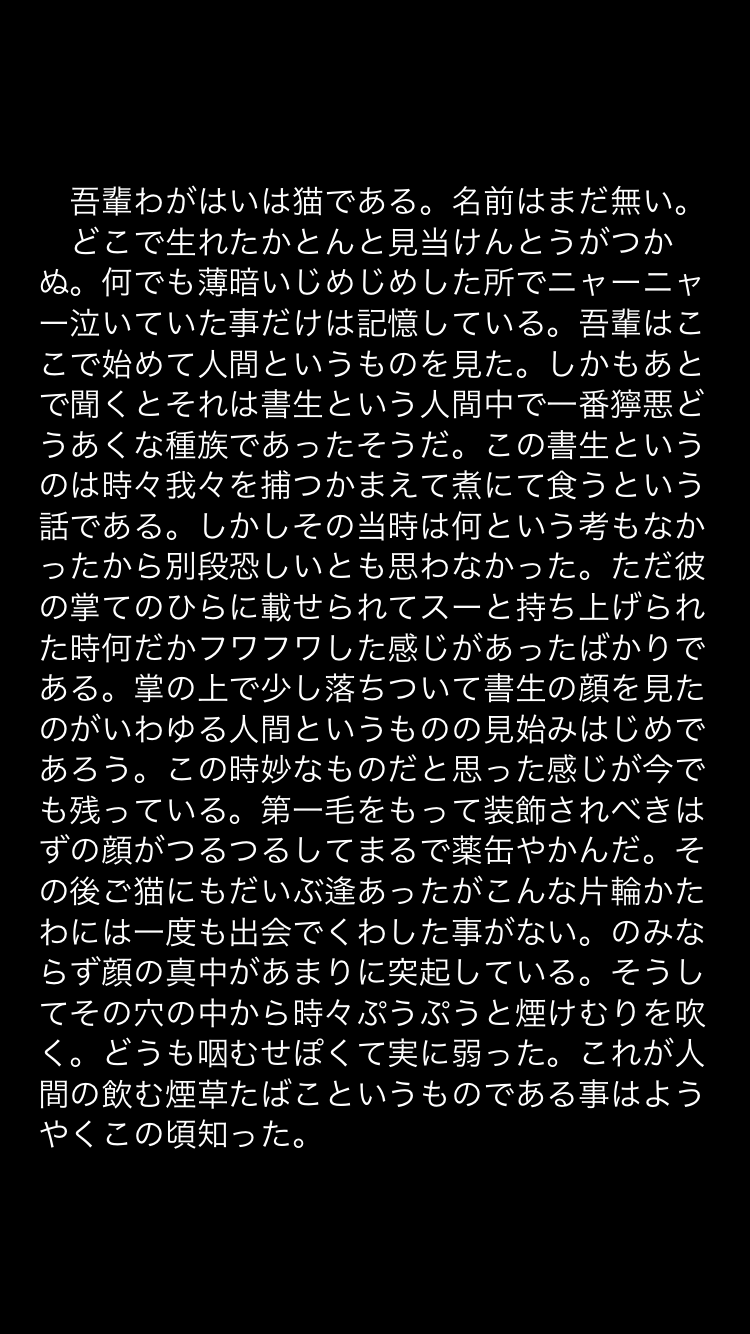 吾輩わがはいは猫である。名前はまだ無い。
　どこで生れたかとんと見当けんとうがつか
ぬ。何でも薄暗いじめじめした所でニャーニャ
ー泣いていた事だけは記憶している。吾輩はこ
こで始めて人間というものを見た。しかもあと
で聞くとそれは書生という人間中で一番獰悪ど
うあくな種族であったそうだ。この書生という
のは時々我々を捕つかまえて煮にて食うという
話である。しかしその当時は何という考もなか
ったから別段恐しいとも思わなかった。ただ彼
の掌てのひらに載せられてスーと持ち上げられ
た時何だかフワフワした感じがあったばかりで
ある。掌の上で少し落ちついて書生の顔を見た
のがいわゆる人間というものの見始みはじめで
あろう。この時妙なものだと思った感じが今で
も残っている。第一毛をもって装飾されべきは
ずの顔がつるつるしてまるで薬缶やかんだ。そ
の後ご猫にもだいぶ逢あったがこんな片輪かた
わには一度も出会でくわした事がない。のみな
らず顔の真中があまりに突起している。そうし
てその穴の中から時々ぷうぷうと煙けむりを吹
く。どうも咽むせぽくて実に弱った。これが人
間の飲む煙草たばこというものである事はよう
やくこの頃知った。